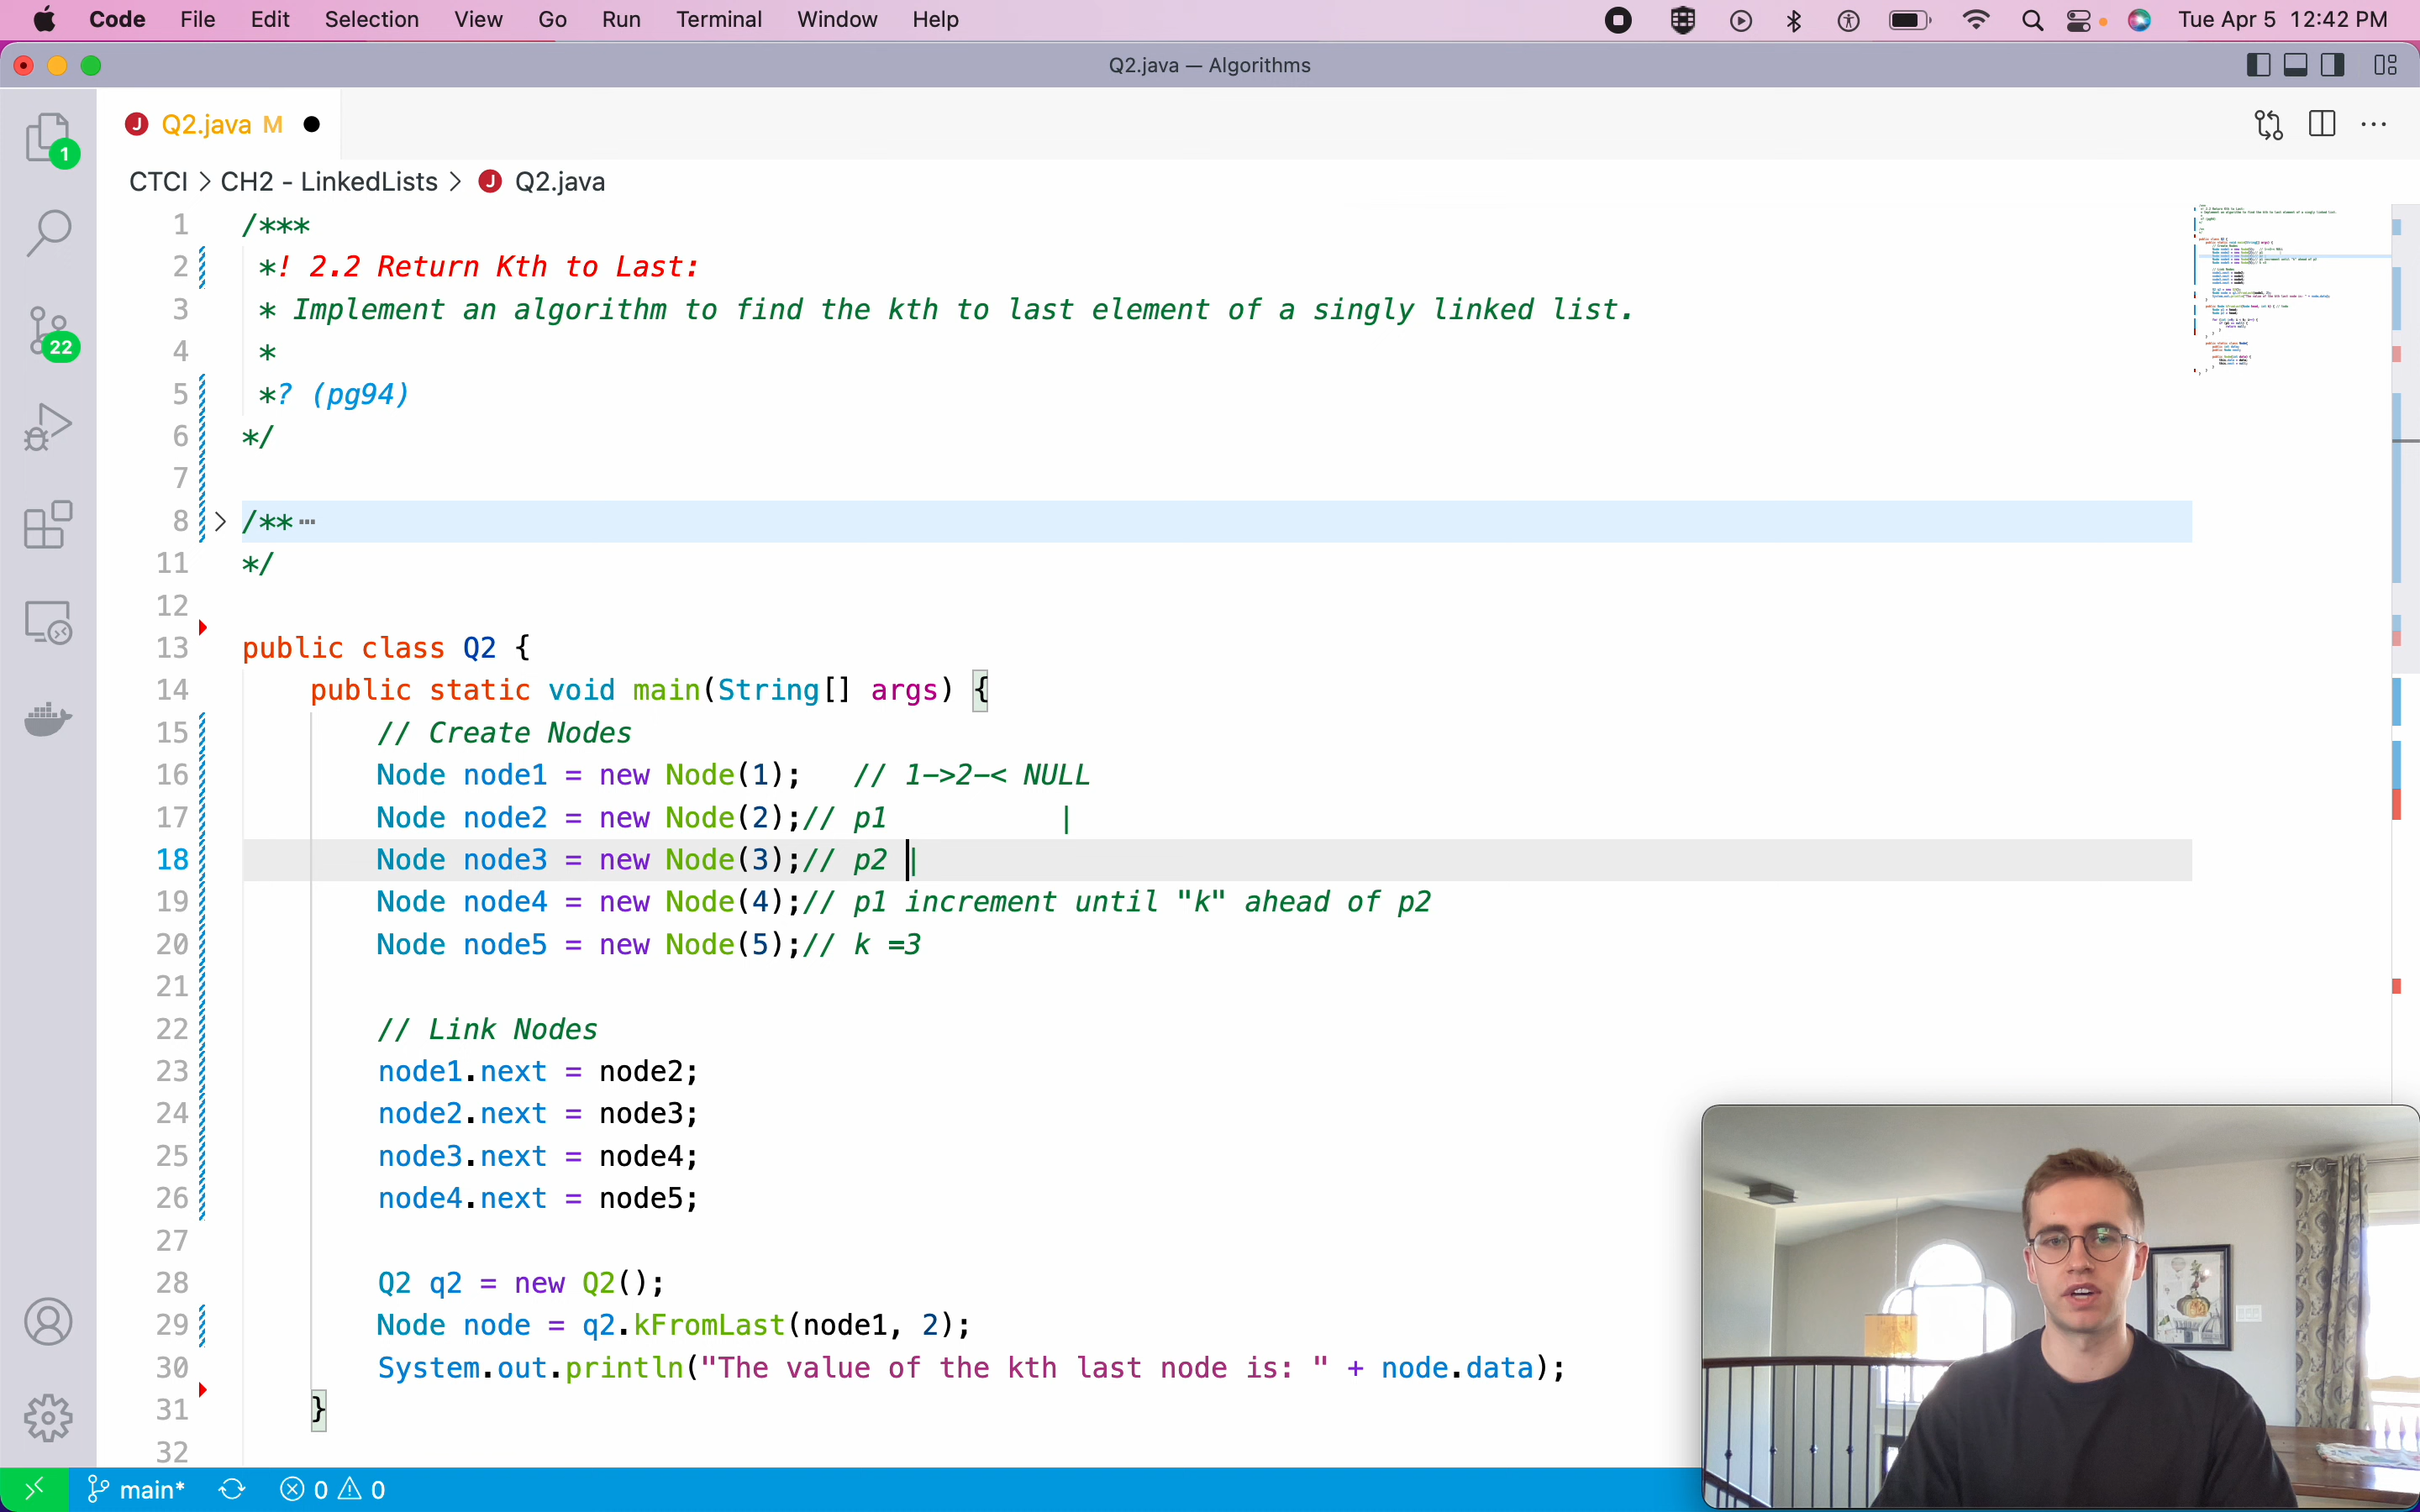 Code File Edit Selection View Go Run Terminal Window Help Tue Apr 5 12:42 PM
Q2.java — Algorithms
J Q2.java M
CTCI > CH2 - LinkedLists > J Q2.java
1
22
1 /***
2 *! 2.2 Return Kth to Last:
3 * Implement an algorithm to find the kth to last element of a singly linked list.
4 *
5 *? (pg94)
6 */
7
8 > /** ⋯
11 */
12
13 public class Q2 {
14 public static void main(String[] args) {
15 // Create Nodes
16 Node node1 = new Node(1); // 1->2-< NULL
17 Node node2 = new Node(2);// p1 |
18 Node node3 = new Node(3);// p2 |
19 Node node4 = new Node(4);// p1 increment until "k" ahead of p2
20 Node node5 = new Node(5);// k =3
21
22 // Link Nodes
23 node1.next = node2;
24 node2.next = node3;
25 node3.next = node4;
26 node4.next = node5;
27
28 Q2 q2 = new Q2();
29 Node node = q2.kFromLast(node1, 2);
30 System.out.println("The value of the kth last node is: " + node.data);
31 }
32
main* 0 0